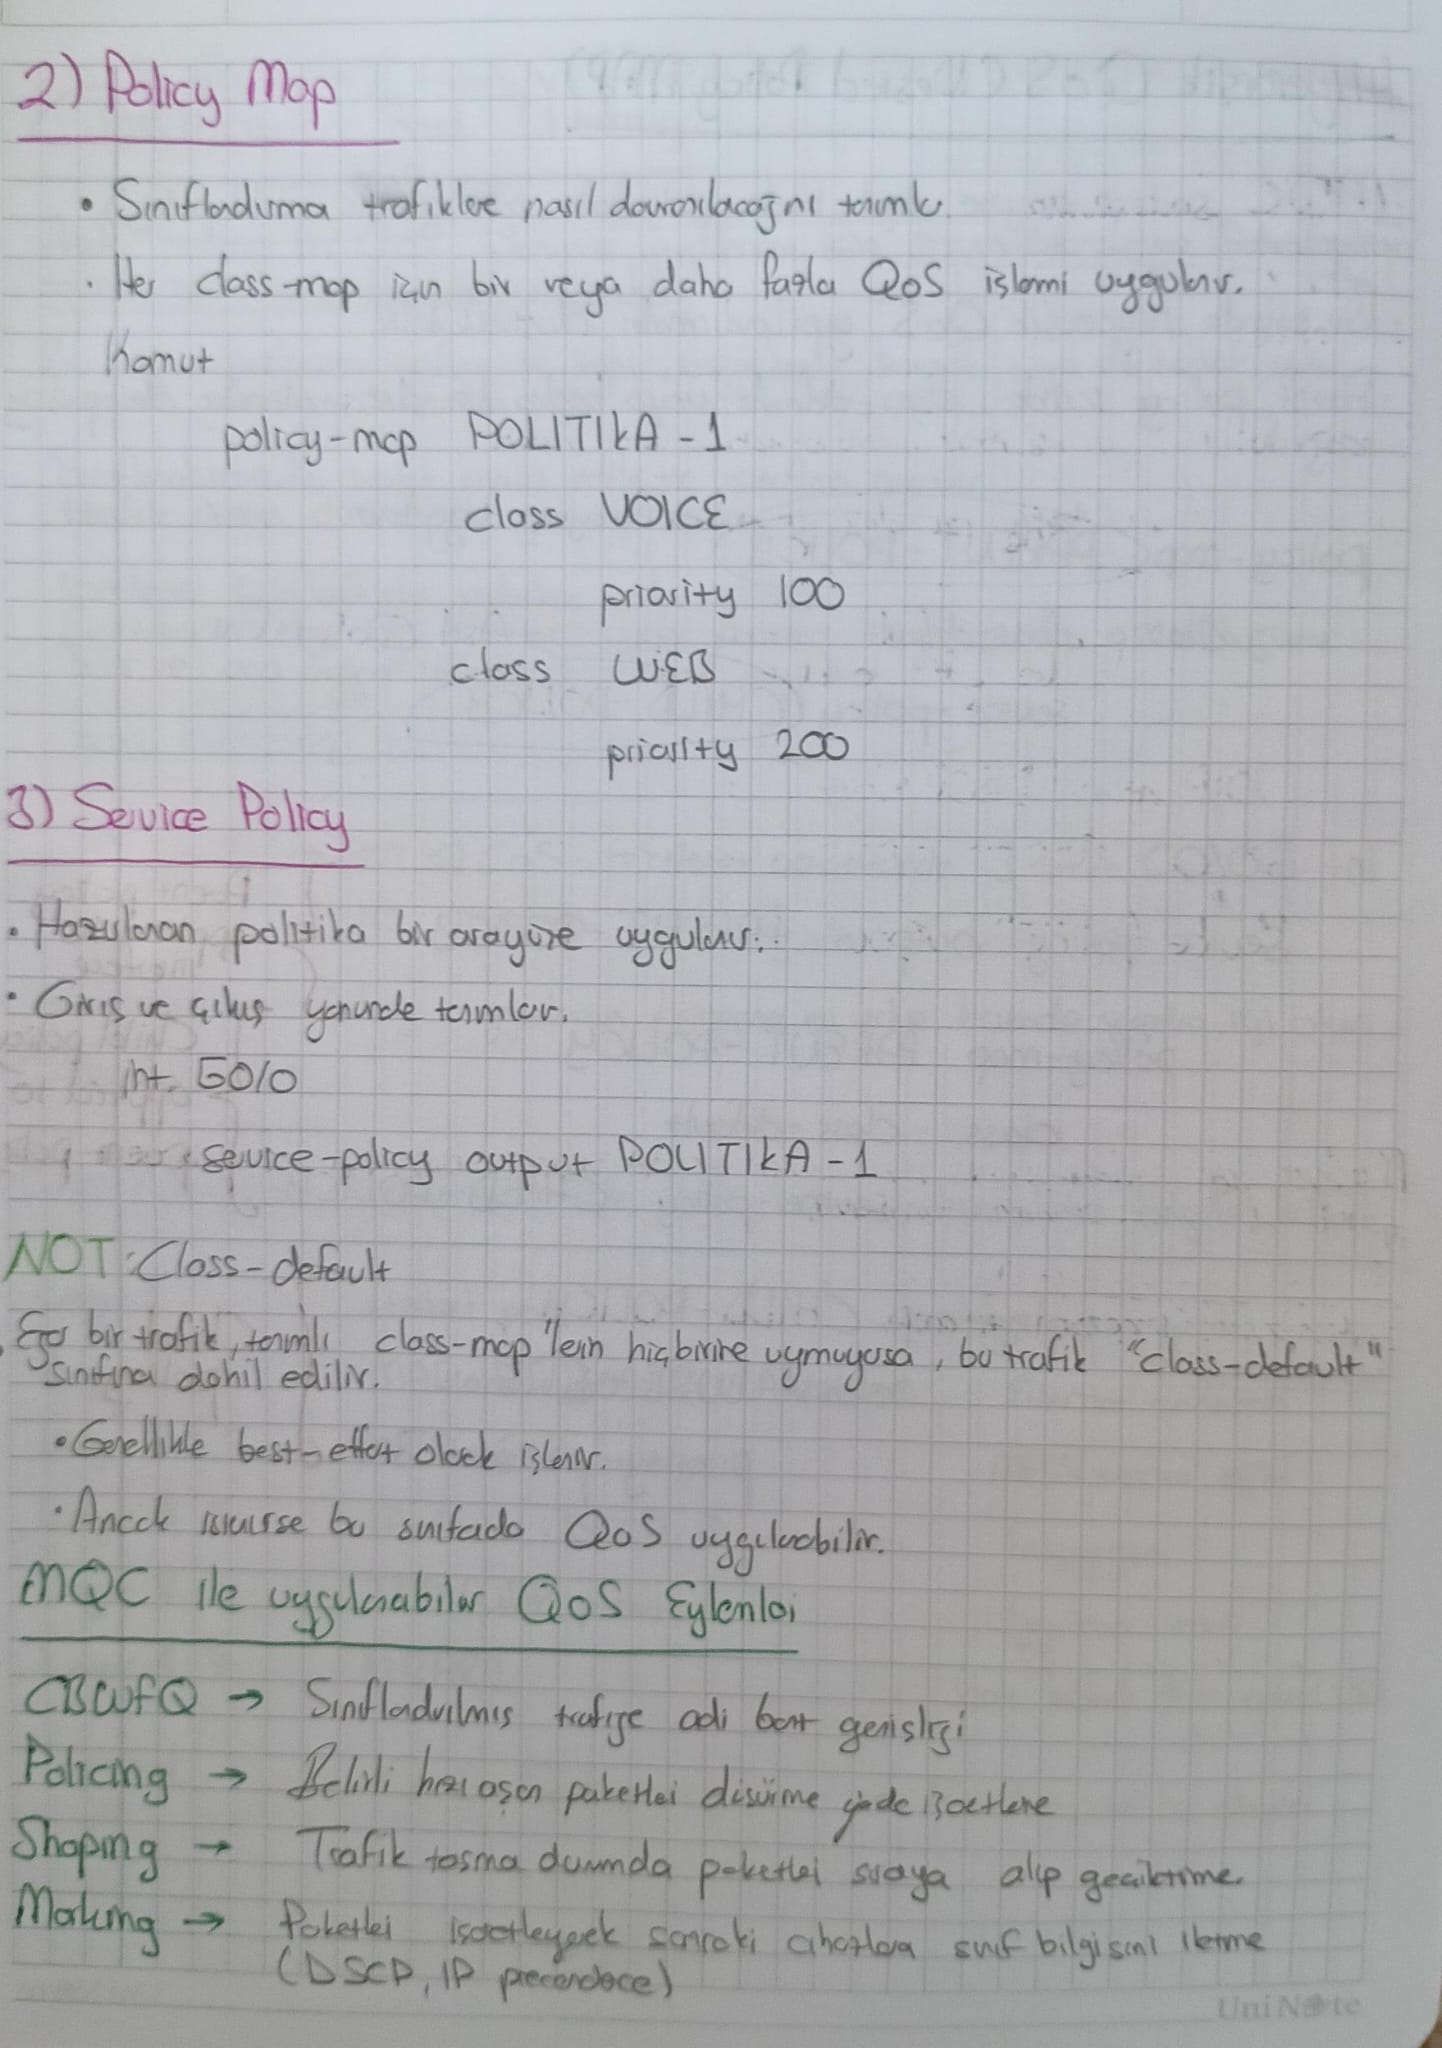 2) Policy Map
• Sınıflandırma trafiklere nasıl davranılacağını tanımlar.
• Her class-map için bir veya daha fazla QoS işlemi uygulanır.
Komut
policy-map POLITIKA-1
class VOICE
priority 100
class WEB
priority 200
3) Service Policy
• Hazırlanan politika bir arayüze uygulanır.
• Giriş ve çıkış yönünde tanımlanır.
int G0/0
service-policy output POLITIKA-1
NOT: Class-default
• Eğer bir trafik, tanımlı class-map'lerin hiçbirine uymuyorsa, bu trafik "class-default"
sınıfına dahil edilir.
• Genellikle best-effort olarak işlenir.
• Ancak istenirse bu sınıfada QoS uygulanabilir.
MQC ile uygulanabilir QoS Eylemleri
CBWFQ → Sınıflandırılmış trafiğe adi bant genişliği
Policing → Belirli hızı aşan paketleri düşürme yada işaretleme
Shaping → Trafik taşma durumda paketleri sıraya alıp geciktirme.
Marking → Paketleri işaretleyerek sonraki cihazlara sınıf bilgisini iletme
(DSCP, IP precendece)
UniNote